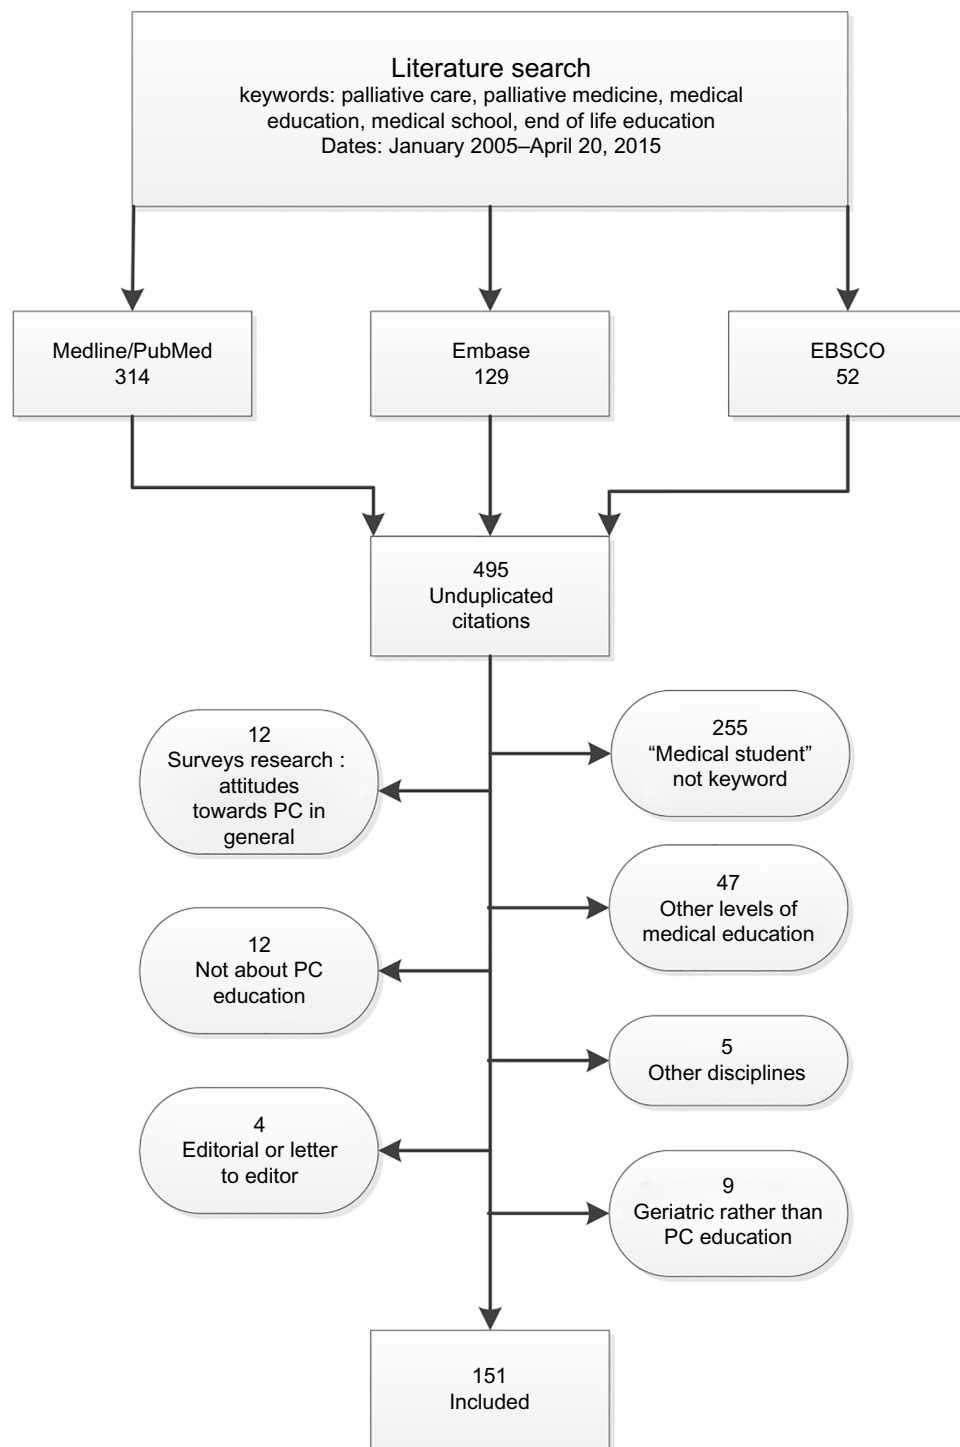 Literature search
keywords: palliative care, palliative medicine, medical
education, medical school, end of life education
Dates: January 2005–April 20, 2015
Medline/PubMed
314
Embase
129
EBSCO
52
495
Unduplicated
citations
12
Surveys research :
attitudes
towards PC in
general
255
“Medical student”
not keyword
47
Other levels of
medical education
12
Not about PC
education
5
Other disciplines
4
Editorial or letter
to editor
9
Geriatric rather than
PC education
151
Included